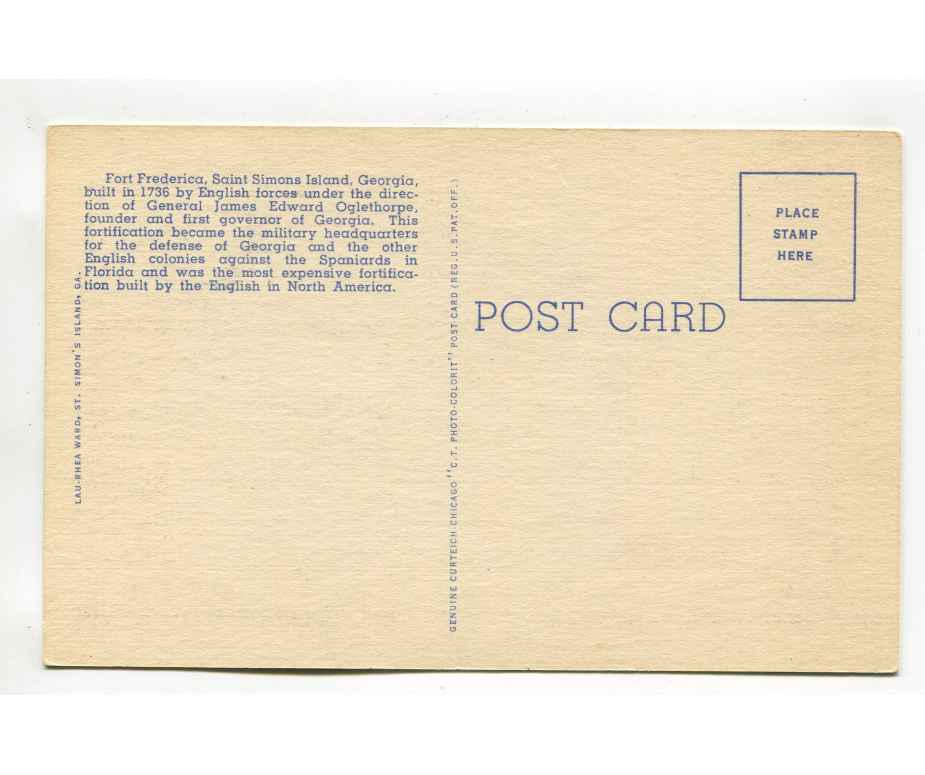 Fort Frederica, Saint Simons Island, Georgia,
built in 1736 by English forces under the direc-
tion of General James Edward Oglethorpe,
founder and first governor of Georgia. This
fortification became the military headquarters
for the defense of Georgia and the other
English colonies against the Spaniards in
Florida and was the most expensive fortifica-
tion built by the English in North America.
LAU-RHEA WARD, ST. SIMON'S ISLAND, GA.
GENUINE CURTEICH-CHICAGO "C.T. PHOTO-COLORIT" POST CARD (REG. U.S. PAT. OFF.)
POST CARD
PLACE
STAMP
HERE